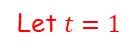 Let t = 1